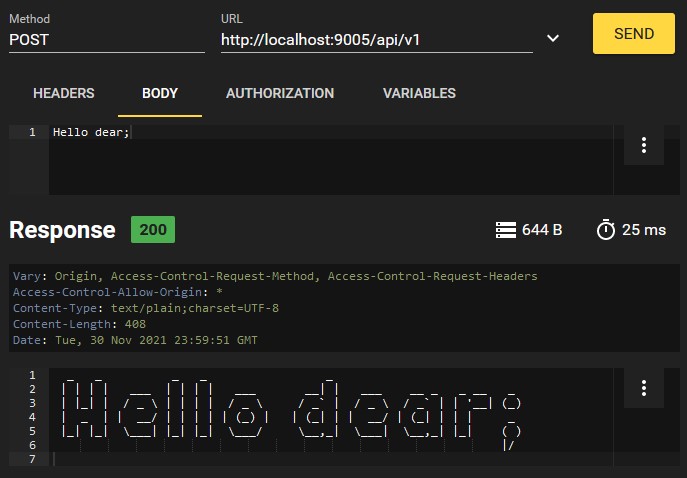 Method URL
POST http://localhost:9005/api/v1 SEND
HEADERS BODY AUTHORIZATION VARIABLES
1 Hello dear;
Response 200 644 B 25 ms
Vary: Origin, Access-Control-Request-Method, Access-Control-Request-Headers
Access-Control-Allow-Origin: *
Content-Type: text/plain;charset=UTF-8
Content-Length: 408
Date: Tue, 30 Nov 2021 23:59:51 GMT
1
2
3
4
5
6
7
Hello dear;